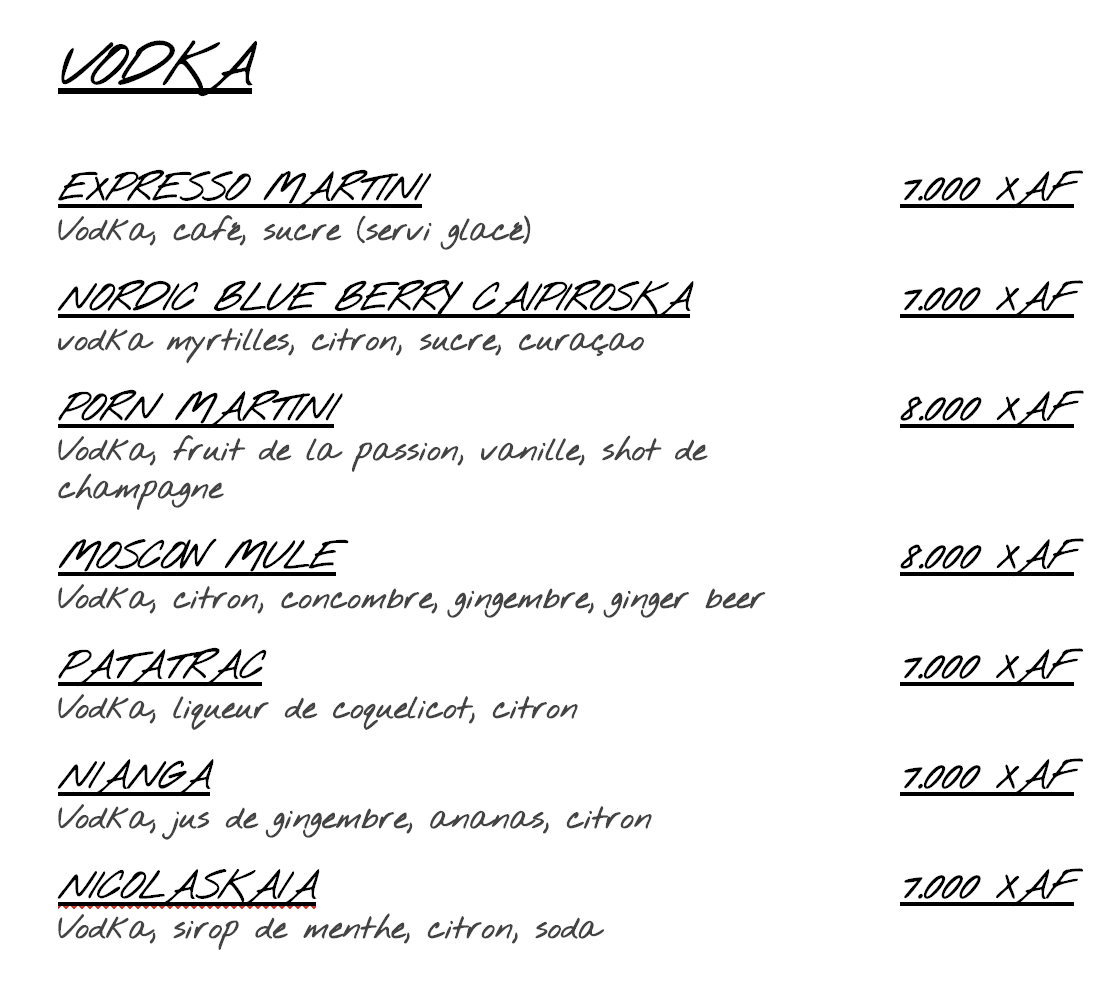 VODKA
EXPRESSO MARTINI 7.000 XAF
Vodka, café, sucre (servi glacé)
NORDIC BLUE BERRY CAIPIROSKA 7.000 XAF
vodka myrtilles, citron, sucre, curaçao
PORN MARTINI 8.000 XAF
Vodka, fruit de la passion, vanille, shot de
champagne
MOSCOW MULE 8.000 XAF
Vodka, citron, concombre, gingembre, ginger beer
PATATRAC 7.000 XAF
Vodka, liqueur de coquelicot, citron
NIANGA 7.000 XAF
Vodka, jus de gingembre, ananas, citron
NICOLASKAIA 7.000 XAF
Vodka, sirop de menthe, citron, soda